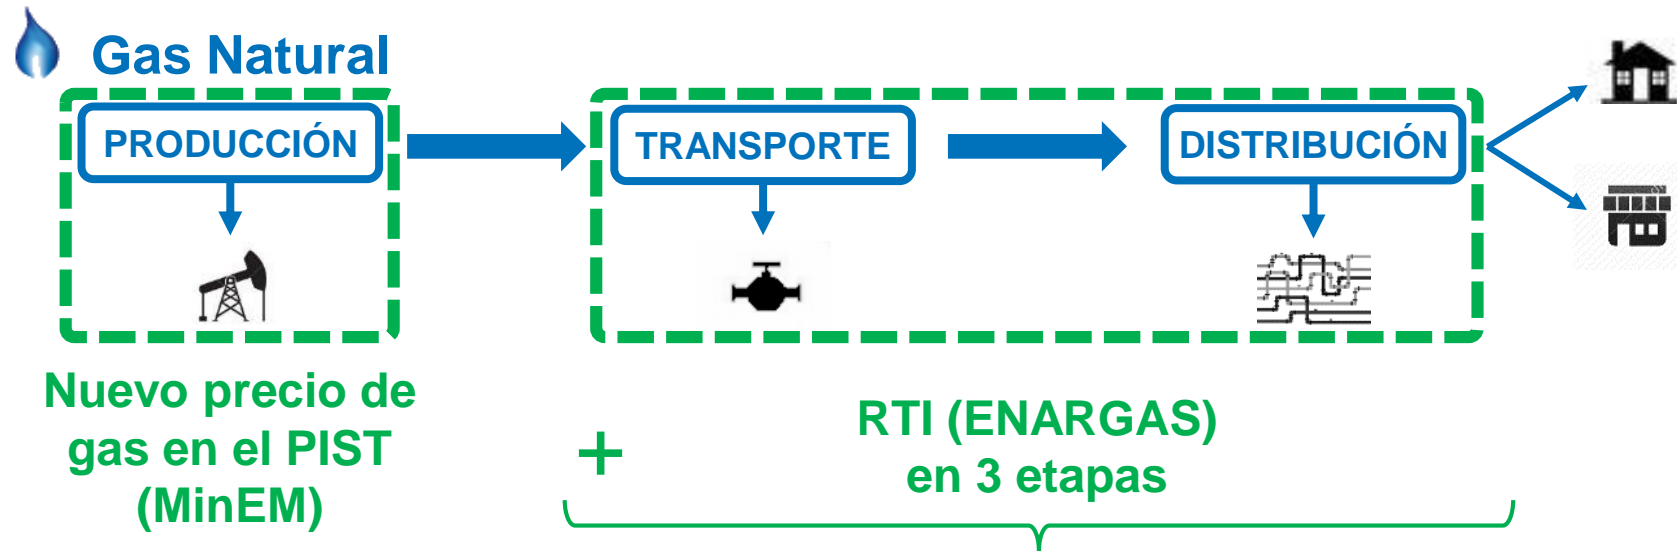 Gas Natural
PRODUCCIÓN
TRANSPORTE
DISTRIBUCIÓN
Nuevo precio de
gas en el PIST
(MinEM)
+
RTI (ENARGAS)
en 3 etapas